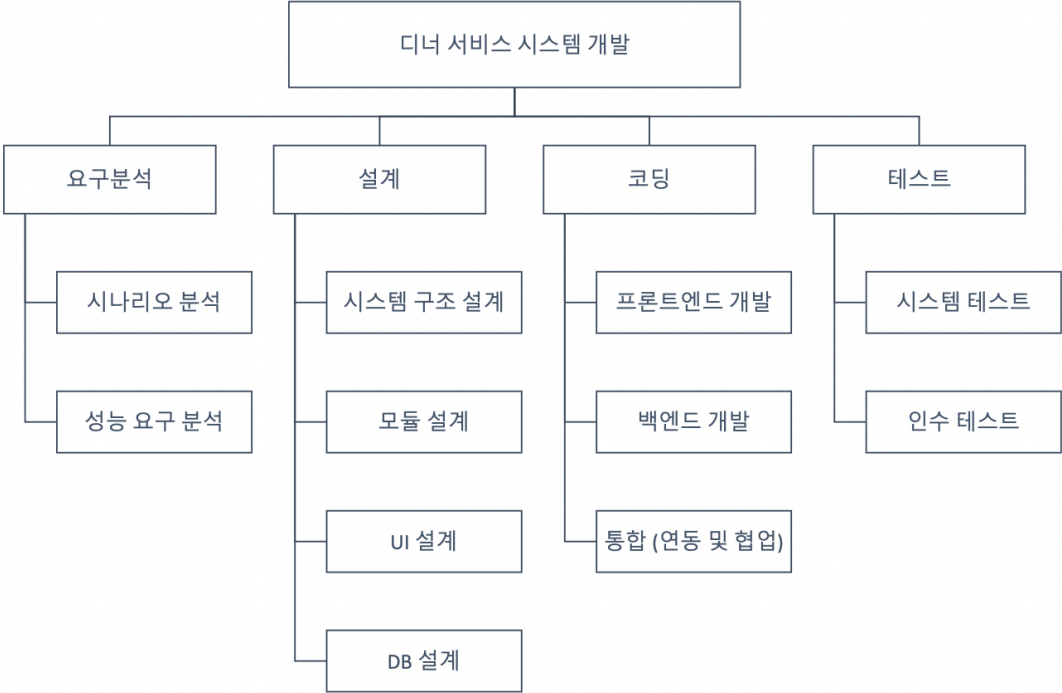 디너 서비스 시스템 개발
요구분석
시나리오 분석
성능 요구 분석
설계
시스템 구조 설계
모듈 설계
UI 설계
DB 설계
코딩
프론트엔드 개발
백엔드 개발
통합 (연동 및 협업)
테스트
시스템 테스트
인수 테스트